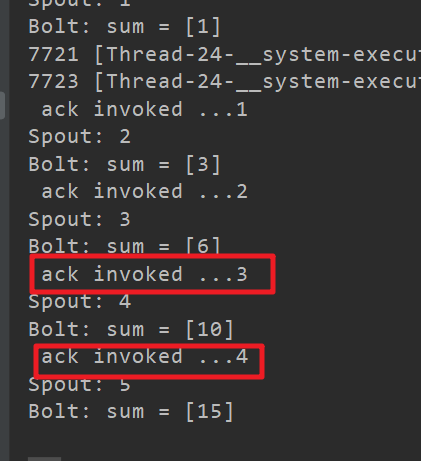 Spout: 1
Bolt: sum = [1]
7721 [Thread-24-__system-execut
7723 [Thread-24-__system-execut
ack invoked ...1
Spout: 2
Bolt: sum = [3]
ack invoked ...2
Spout: 3
Bolt: sum = [6]
ack invoked ...3
Spout: 4
Bolt: sum = [10]
ack invoked ...4
Spout: 5
Bolt: sum = [15]